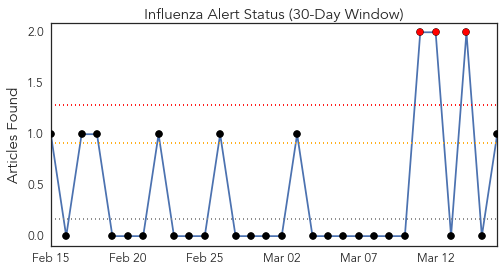 Influenza Alert Status (30-Day Window)
Articles Found
2.0
1.5
1.0
0.5
0.0
Feb 15 Feb 20 Feb 25 Mar 02 Mar 07 Mar 12